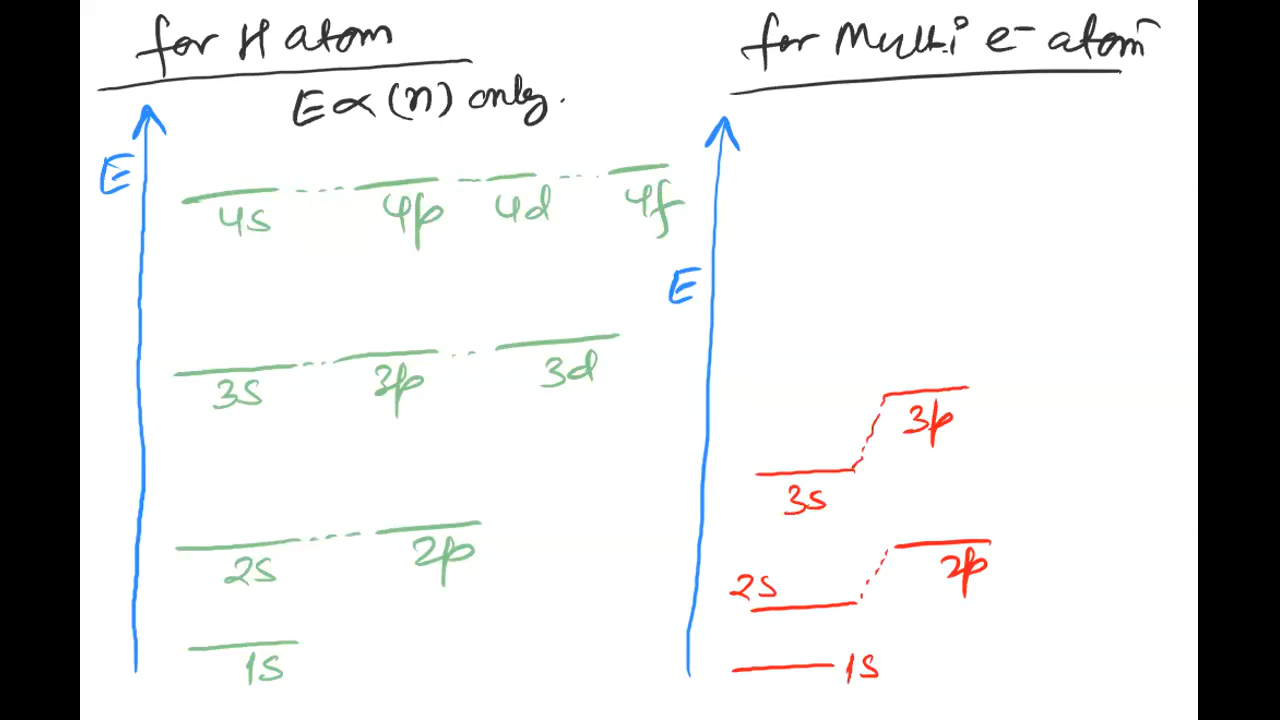 for H atom
E ∝ (n) only.
E
4s 4p 4d 4f
3s 3p 3d
2s 2p
1s
for Multi e⁻ atom
E
3p
3s
2p
2s
1s